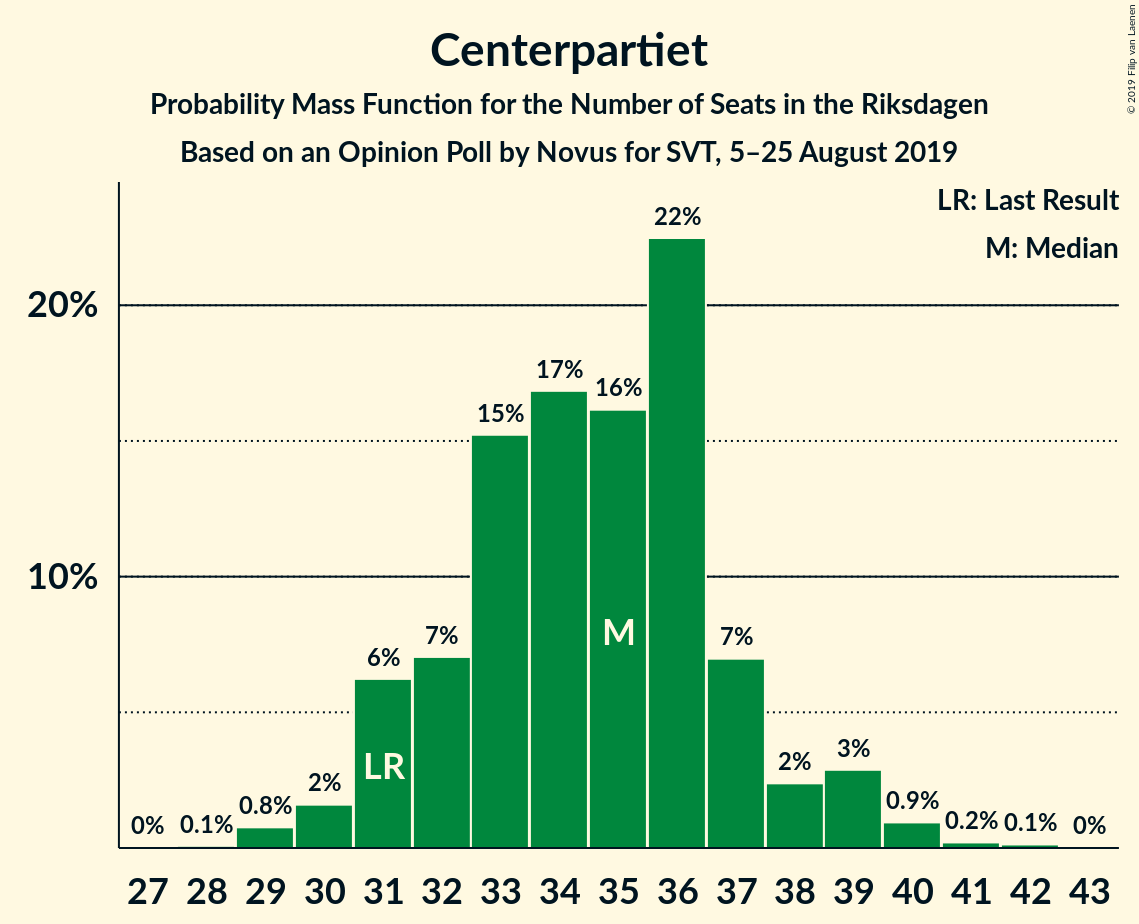 Centerpartiet
Probability Mass Function for the Number of Seats in the Riksdagen
Based on an Opinion Poll by Novus for SVT, 5–25 August 2019
© 2019 Filip van Laenen
LR: Last Result
M: Median
20%
10%
0%
0.1%
0.8%
2%
6%
7%
15%
17%
16%
22%
7%
2%
3%
0.9%
0.2%
0.1%
0%
LR
M
27 28 29 30 31 32 33 34 35 36 37 38 39 40 41 42 43